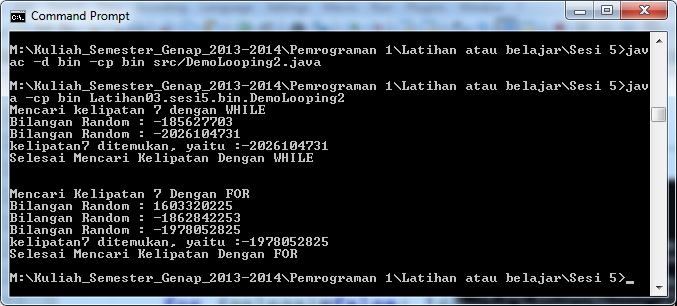 Command Prompt
M:\Kuliah_Semester_Genap_2013-2014\Pemrograman 1\Latihan atau belajar\Sesi 5>jav
ac -d bin -cp bin src/DemoLooping2.java
M:\Kuliah_Semester_Genap_2013-2014\Pemrograman 1\Latihan atau belajar\Sesi 5>jav
a -cp bin Latihan03.sesi5.bin.DemoLooping2
Mencari kelipatan 7 dengan WHILE
Bilangan Random : -185627703
Bilangan Random : -2026104731
kelipatan7 ditemukan, yaitu :-2026104731
Selesai Mencari Kelipatan Dengan WHILE
Mencari Kelipatan 7 Dengan FOR
Bilangan Random : 1603320225
Bilangan Random : -1862842253
Bilangan Random : -1978052825
kelipatan7 ditemukan, yaitu :-1978052825
Selesai Mencari Kelipatan Dengan FOR
M:\Kuliah_Semester_Genap_2013-2014\Pemrograman 1\Latihan atau belajar\Sesi 5>_